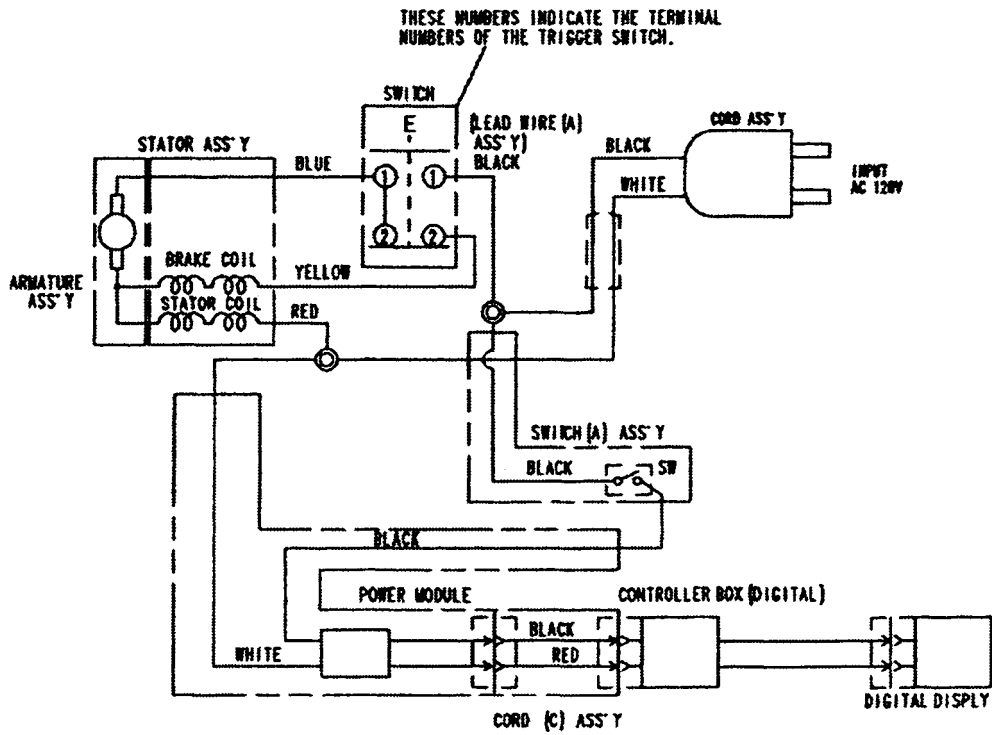 THESE NUMBERS INDICATE THE TERMINAL
NUMBERS OF THE TRIGGER SWITCH.
SWITCH
E
(LEAD WIRE (A)
ASS'Y)
BLACK
CORD ASS'Y
STATOR ASS'Y
BLUE
BLACK
INPUT
AC 120V
WHITE
1
1
2
2
BRAKE COIL
YELLOW
ARMATURE
ASS'Y
STATOR COIL
RED
SWITCH (A) ASS'Y
BLACK
SW
BLACK
POWER MODULE
CONTROLLER BOX (DIGITAL)
BLACK
WHITE
RED
DIGITAL DISPLY
CORD (C) ASS'Y